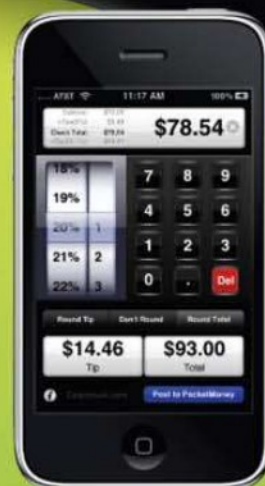 AT&T 11:17 AM 100%
$78.54
18%
19%
20% 1
21% 2
22% 3
7 8 9
4 5 6
1 2 3
0 . Del
Round Tip Don't Round Round Total
$14.46 $93.00
Tip Total
Post to PocketMoney